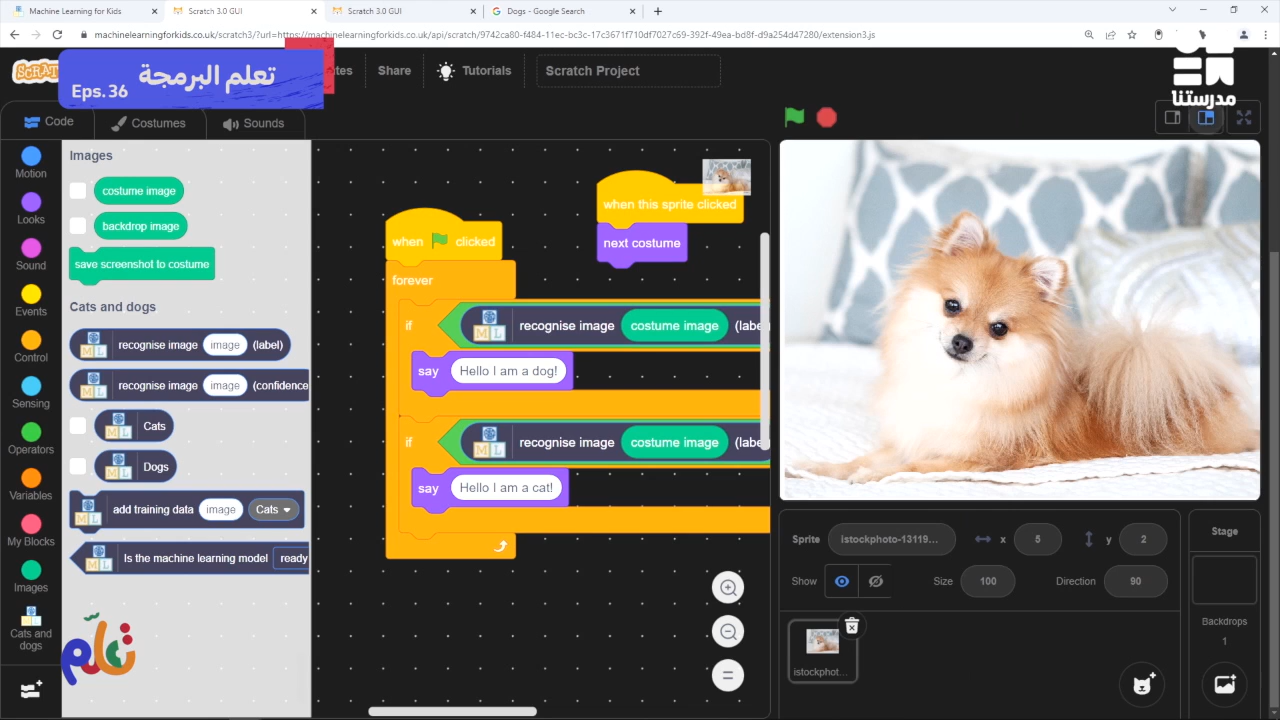 Machine Learning for Kids
Scratch 3.0 GUI
Scratch 3.0 GUI
Dogs - Google Search
machinelearningforkids.co.uk/scratch3/?url=https://machinelearningforkids.co.uk/api/scratch/9742ca80-f484-11ec-bc3c-17c3671f710df7027c69-392f-49ea-bd8f-d9a254d47280/extension3.js
تعلم البرمجة
Eps.36
Share
Tutorials
Scratch Project
مدرستنا
Code
Costumes
Sounds
Motion
Looks
Sound
Events
Control
Sensing
Operators
Variables
My Blocks
Images
Cats and dogs
Images
costume image
backdrop image
save screenshot to costume
Cats and dogs
recognise image image (label)
recognise image image (confidence
Cats
Dogs
add training data image Cats
Is the machine learning model ready
when clicked
forever
if recognise image costume image (labe
say Hello I am a dog!
if recognise image costume image (labe
say Hello I am a cat!
when this sprite clicked
next costume
Sprite istockphoto-13119... x 5 y 2
Show Size 100 Direction 90
istockphot...
Stage
Backdrops
1